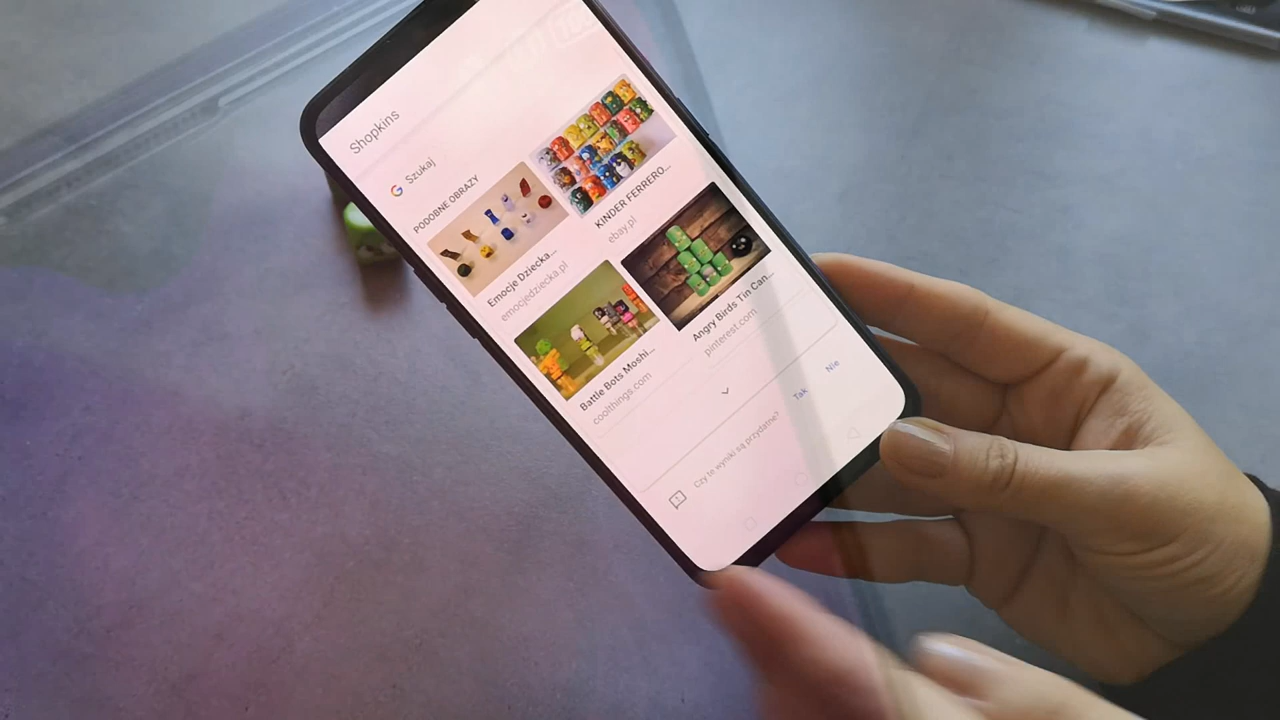 Shopkins
Szukaj
PODOBNE OBRAZY
Emocje Dziecka...
emocjedziecka.pl
KINDER FERRERO...
ebay.pl
Battle Bots Moshi...
coolthings.com
Angry Birds Tin Can...
pinterest.com
Czy te wyniki są przydatne?
Tak
Nie